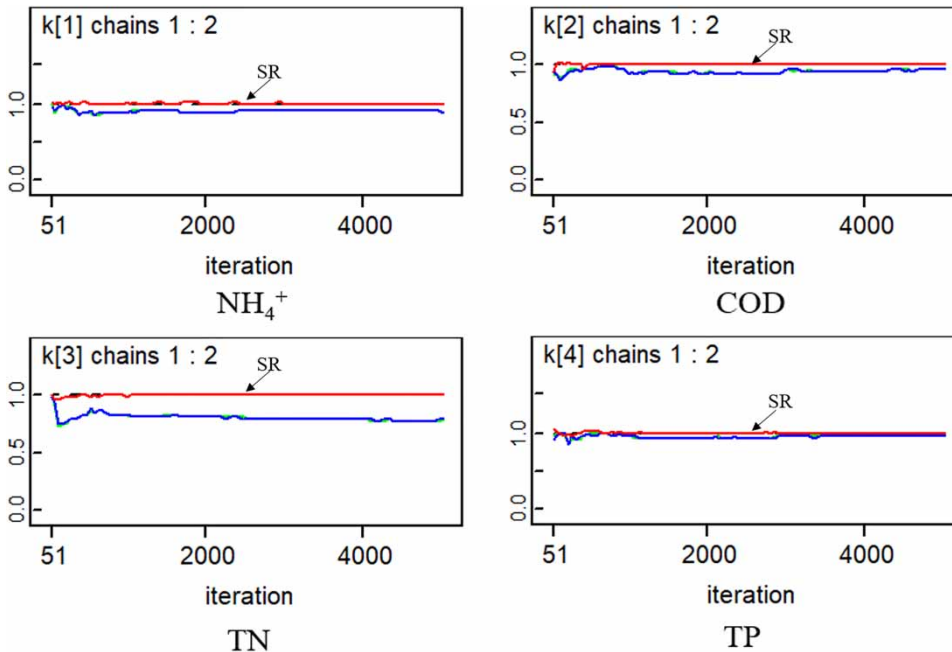 k[1] chains 1 : 2
SR
1.0
0.0
51 2000 4000
iteration
NH₄⁺
k[2] chains 1 : 2
SR
1.0
0.5
0.0
51 2000 4000
iteration
COD
k[3] chains 1 : 2
SR
1.0
0.5
0.0
51 2000 4000
iteration
TN
k[4] chains 1 : 2
SR
1.0
0.0
51 2000 4000
iteration
TP